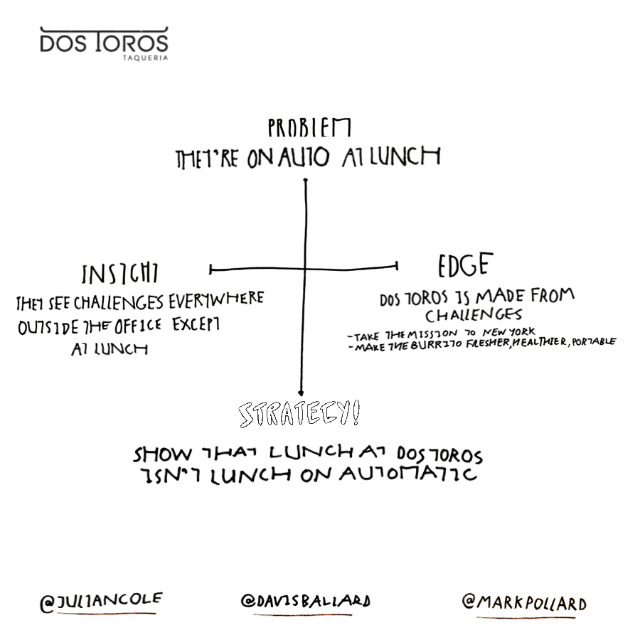 DOS TOROS
TAQUERIA
PROBLEM
THEY'RE ON AUTO AT LUNCH
INSIGHT
THEY SEE CHALLENGES EVERYWHERE
OUTSIDE THE OFFICE EXCEPT
AT LUNCH
EDGE
DOS TOROS IS MADE FROM
CHALLENGES
-TAKE THE MISSION TO NEW YORK
-MAKE THE BURRITO FRESHER, HEALTHIER, PORTABLE
STRATEGY!
SHOW THAT LUNCH AT DOS TOROS
ISN'T LUNCH ON AUTOMATIC
@JULIANCOLE
@DAVISBALLARD
@MARKPOLLARD